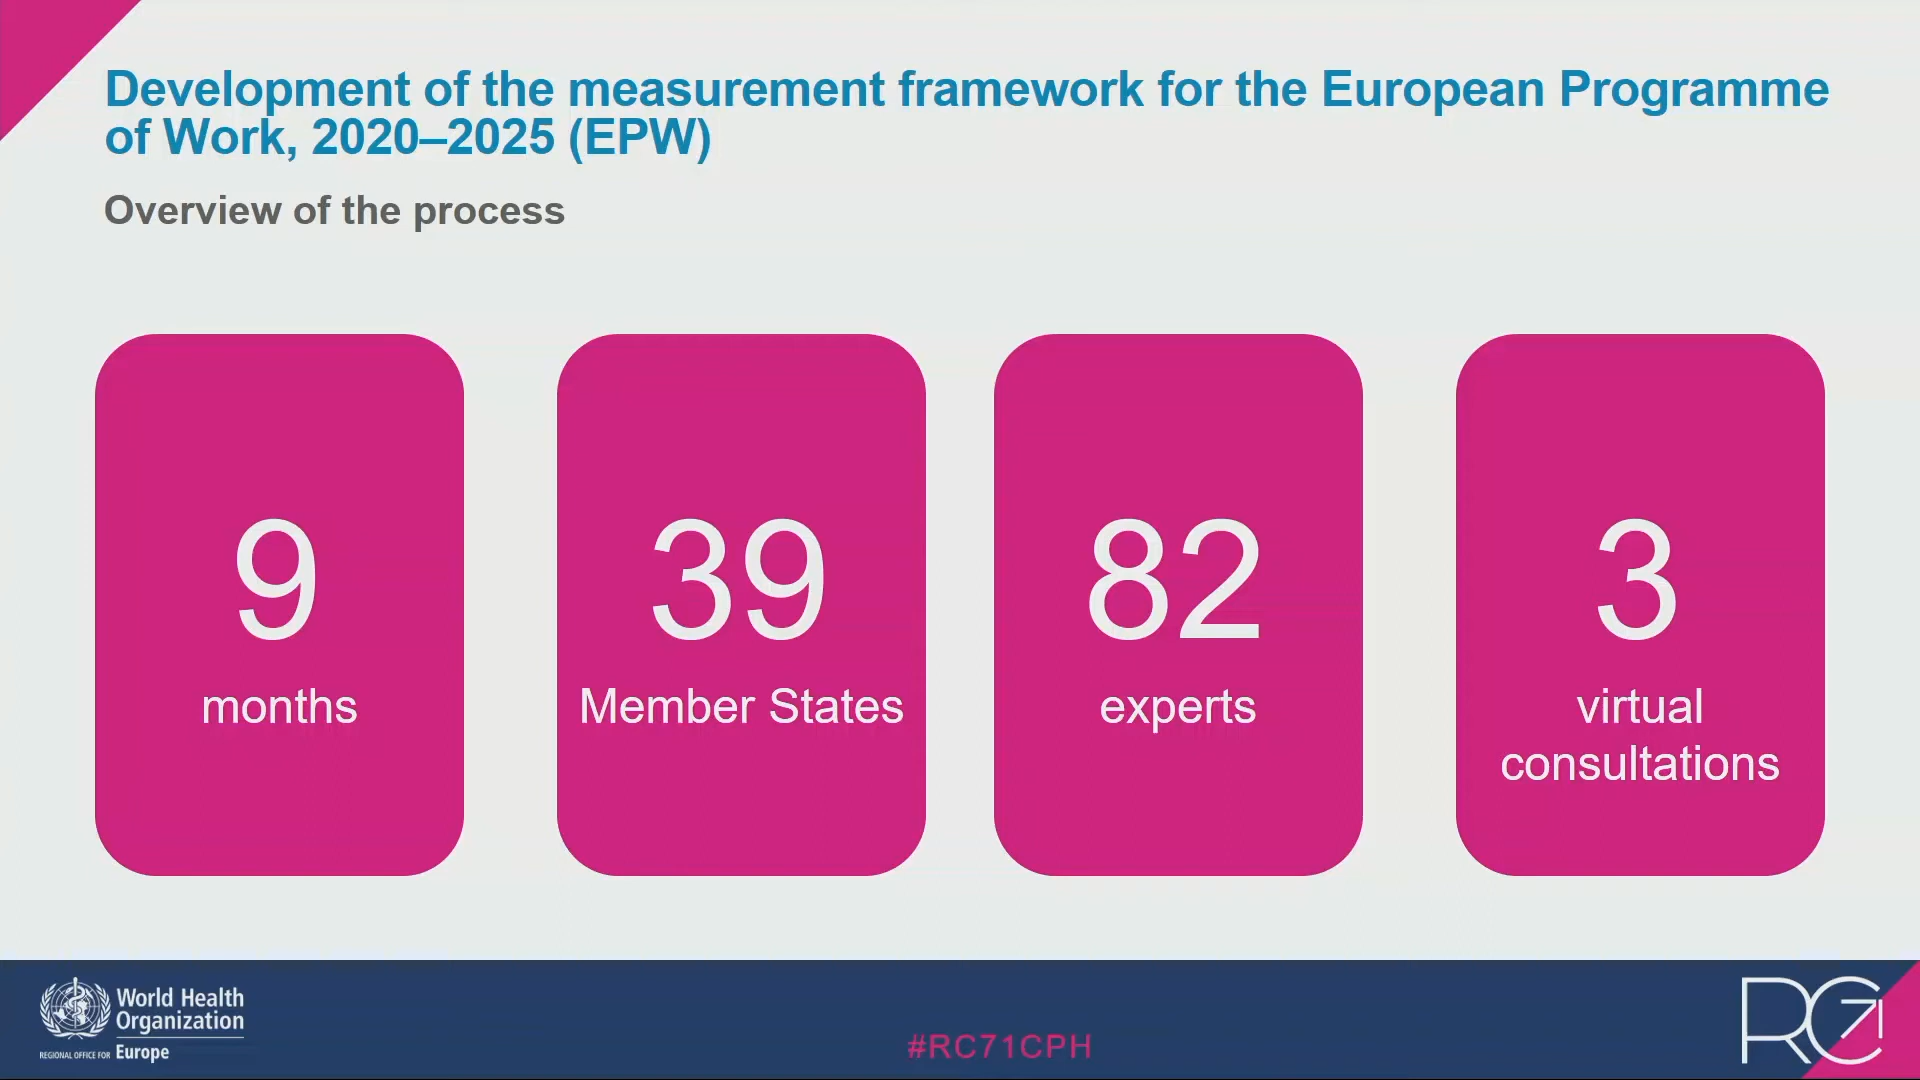 Development of the measurement framework for the European Programme
of Work, 2020–2025 (EPW)
Overview of the process
9
months
39
Member States
82
experts
3
virtual
consultations
World Health
Organization
REGIONAL OFFICE FOR Europe
#RC71CPH
RC71